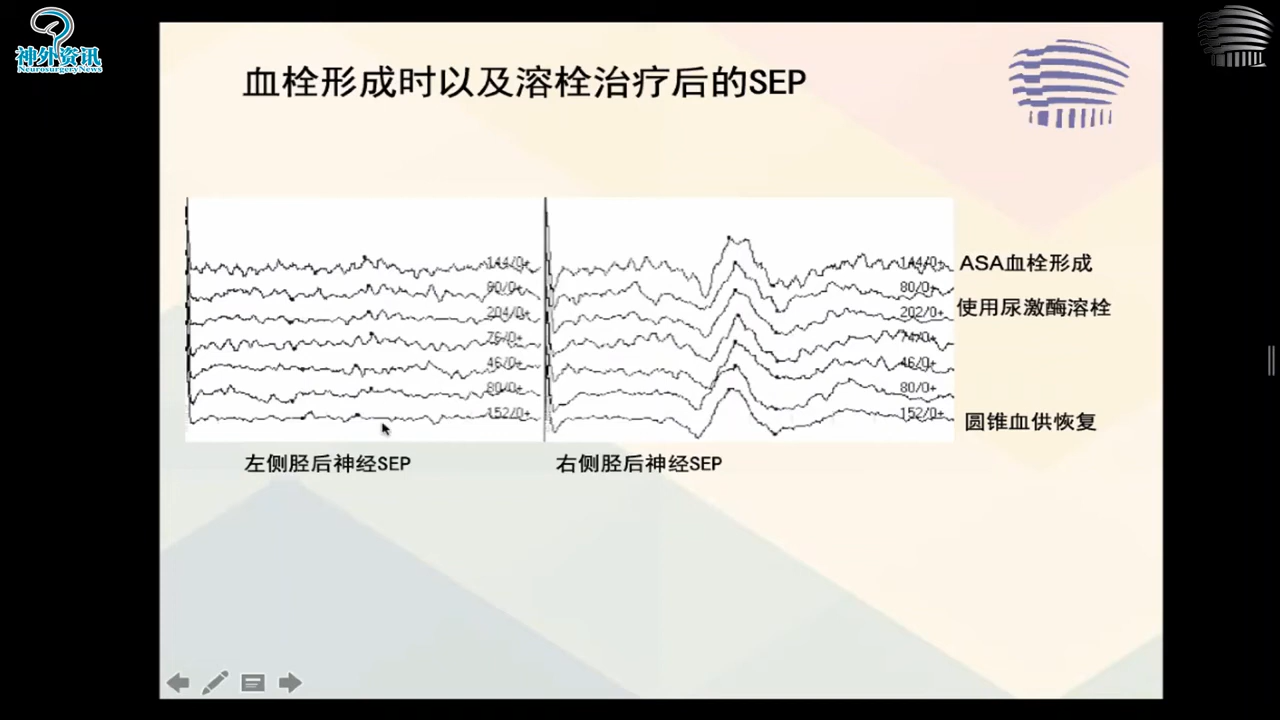 神外资讯
NeurosurgeryNews
血栓形成时以及溶栓治疗后的SEP
144/0+
80/0+
204/0+
76/0+
46/0+
80/0+
152/0+
144/0+
80/0+
202/0+
74/0+
46/0+
80/0+
152/0+
ASA血栓形成
使用尿激酶溶栓
圆锥血供恢复
左侧胫后神经SEP
右侧胫后神经SEP